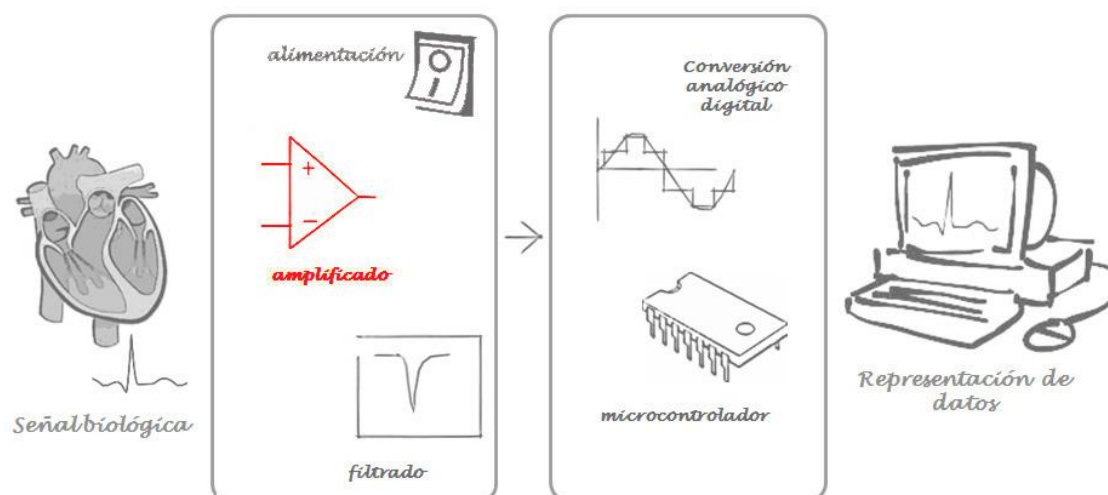 alimentación
Conversión
analógico
digital
+
−
amplificado
Señal biológica
filtrado
microcontrolador
Representación de
datos